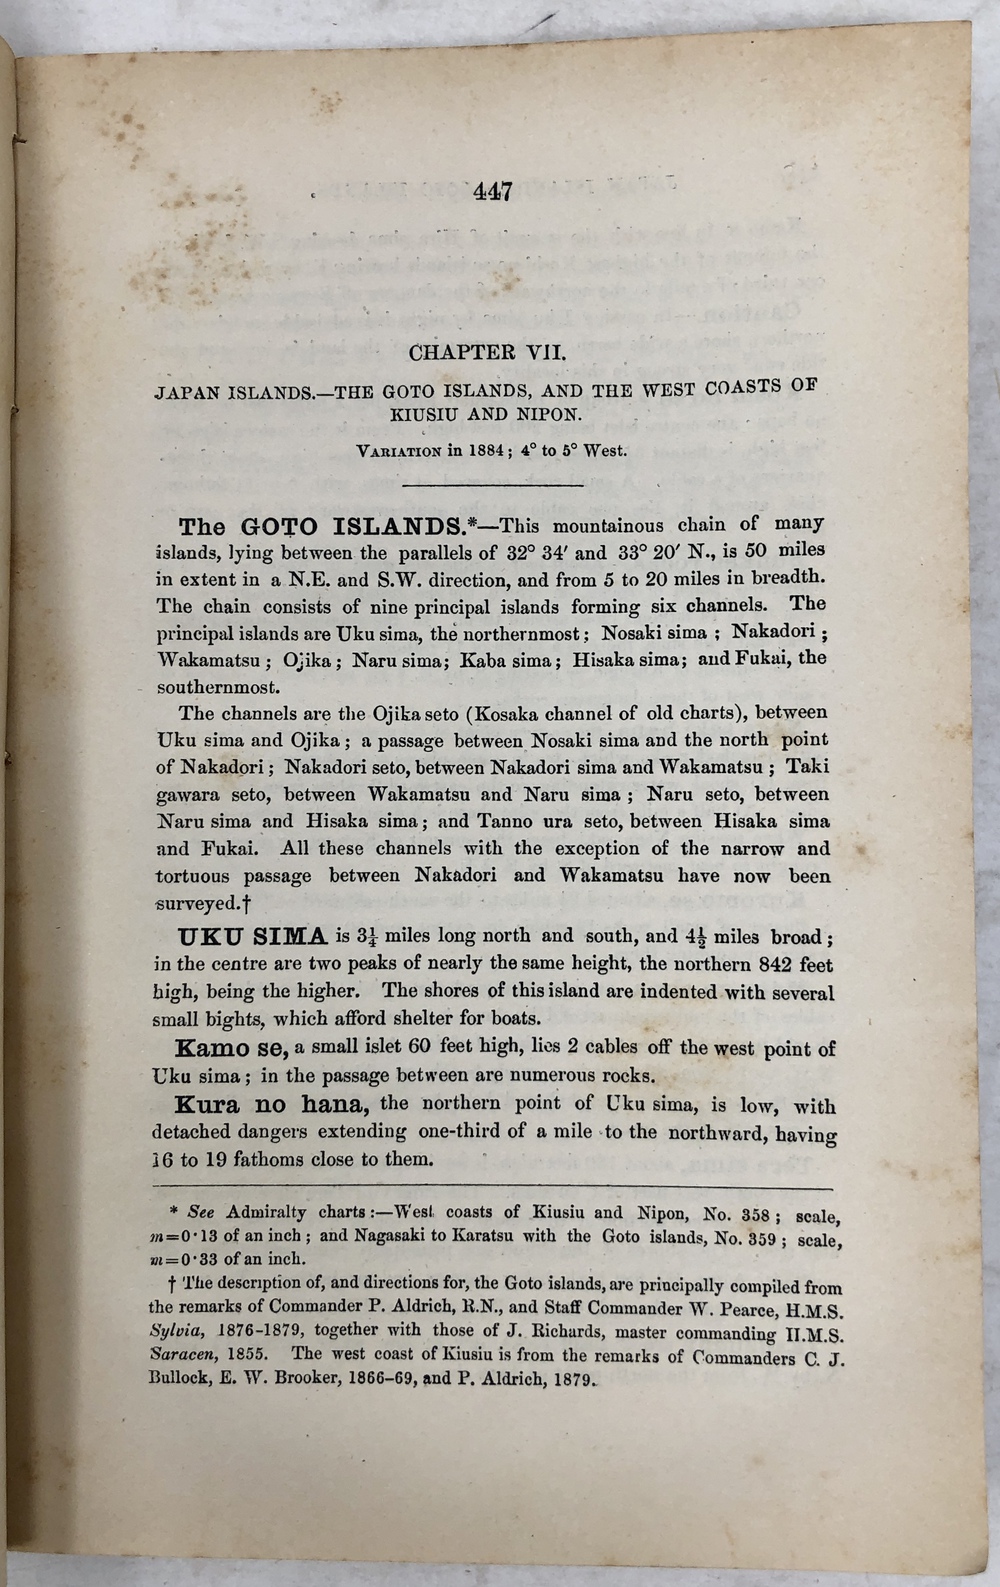 447
CHAPTER VII.
JAPAN ISLANDS.—THE GOTO ISLANDS, AND THE WEST COASTS OF
KIUSIU AND NIPON.
VARIATION in 1884; 4° to 5° West.
The GOTO ISLANDS.*—This mountainous chain of many
islands, lying between the parallels of 32° 34′ and 33° 20′ N., is 50 miles
in extent in a N.E. and S.W. direction, and from 5 to 20 miles in breadth.
The chain consists of nine principal islands forming six channels. The
principal islands are Uku sima, the northernmost; Nosaki sima; Nakadori;
Wakamatsu; Ojika; Naru sima; Kaba sima; Hisaka sima; and Fukai, the
southernmost.
The channels are the Ojika seto (Kosaka channel of old charts), between
Uku sima and Ojika; a passage between Nosaki sima and the north point
of Nakadori; Nakadori seto, between Nakadori sima and Wakamatsu; Taki
gawara seto, between Wakamatsu and Naru sima; Naru seto, between
Naru sima and Hisaka sima; and Tanno ura seto, between Hisaka sima
and Fukai. All these channels with the exception of the narrow and
tortuous passage between Nakadori and Wakamatsu have now been
surveyed.†
UKU SIMA is 3¼ miles long north and south, and 4½ miles broad;
in the centre are two peaks of nearly the same height, the northern 842 feet
high, being the higher. The shores of this island are indented with several
small bights, which afford shelter for boats.
Kamo se, a small islet 60 feet high, lies 2 cables off the west point of
Uku sima; in the passage between are numerous rocks.
Kura no hana, the northern point of Uku sima, is low, with
detached dangers extending one-third of a mile to the northward, having
16 to 19 fathoms close to them.
* See Admiralty charts:—West coasts of Kiusiu and Nipon, No. 358; scale,
m=0·13 of an inch; and Nagasaki to Karatsu with the Goto islands, No. 359; scale,
m=0·33 of an inch.
† The description of, and directions for, the Goto islands, are principally compiled from
the remarks of Commander P. Aldrich, R.N., and Staff Commander W. Pearce, H.M.S.
Sylvia, 1876-1879, together with those of J. Richards, master commanding H.M.S.
Saracen, 1855. The west coast of Kiusiu is from the remarks of Commanders C. J.
Bullock, E. W. Brooker, 1866-69, and P. Aldrich, 1879.